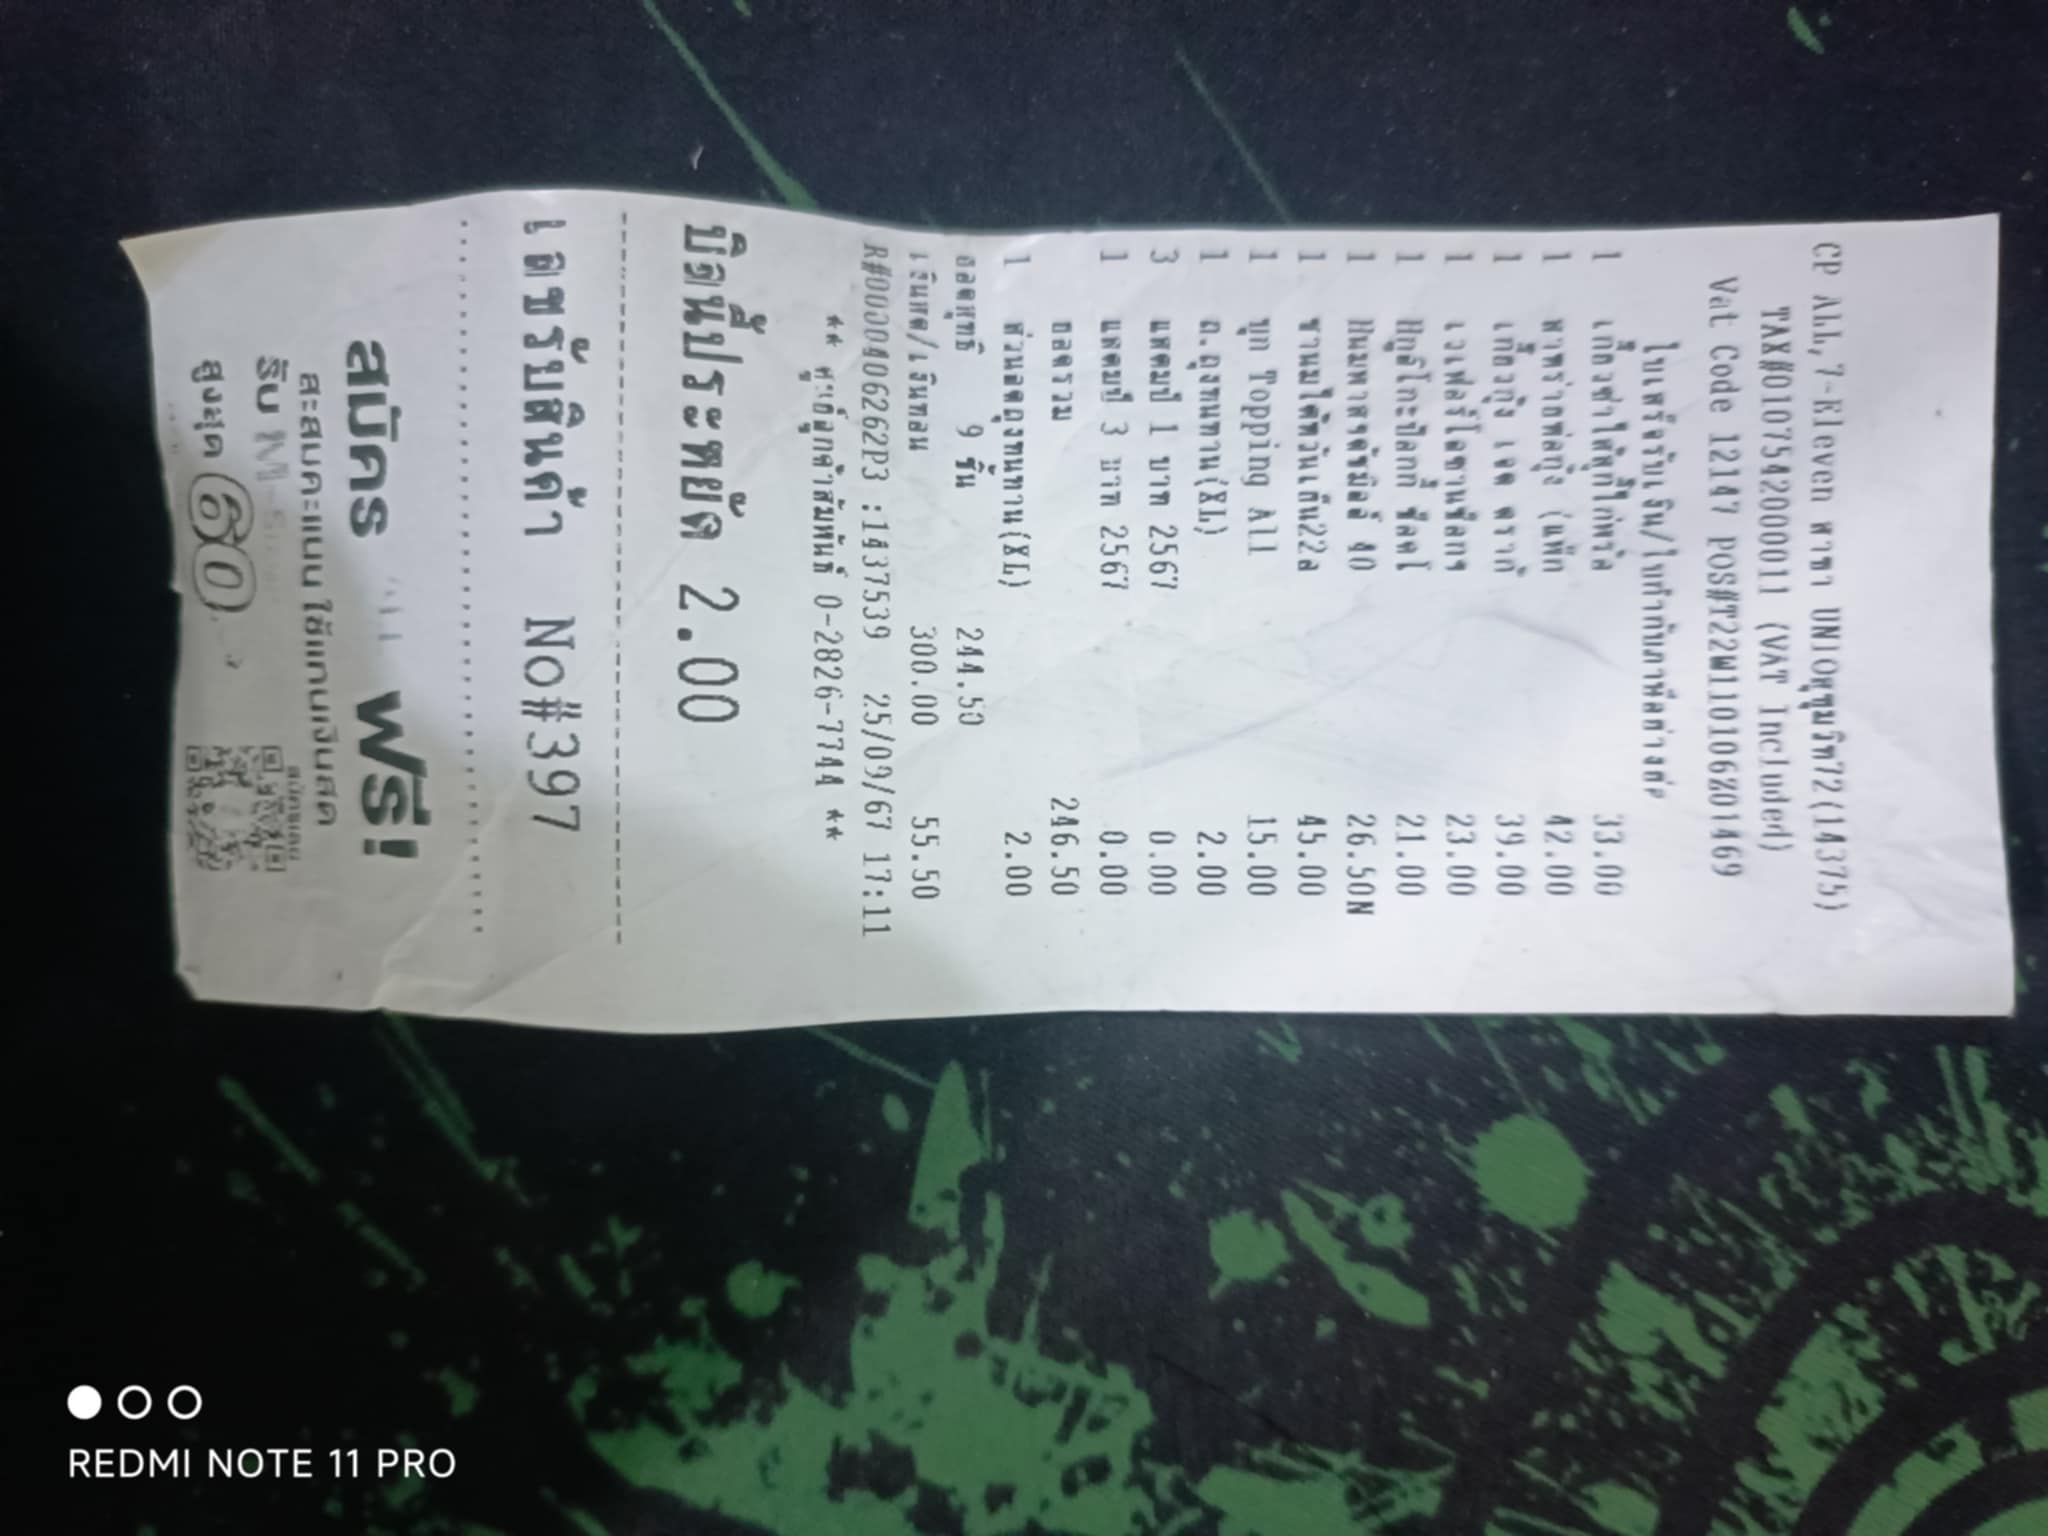 CP ALL,7-Eleven สาขา UNIOสุขุมวิท72(14375)
TAX#0107542000011 (VAT Included)
Vat Code 12147 POS#T22W110106Z01469
ใบเสร็จรับเงิน/ใบกำกับภาษีอย่างย่อ
1 เกี๊ยวซ่าไส้สุกี้ไก่พร้อ 33.00
1 สาหร่ายห่อกุ้ง (แพ็ก 42.00
1 เกี๊ยวกุ้ง เจด ดราก้ 39.00
1 เวเฟอร์โลซานช็อกฯ 23.00
1 Hกูลิโกะป๊อกกี้ ช็อคโ 21.00
1 Hนมพาสฯดัชมิลล์ 40 26.50N
1 ชานมไต้หวันเย็น22อ 45.00
1 บุก Topping All 15.00
1 ถ.ถุงทนทาน(XL) 2.00
3 แสตมป์ 1 บาท 2567 0.00
1 แสตมป์ 3 บาท 2567 0.00
ยอดรวม 246.50
1 ส่วนลดถุงทนทาน(XL) 2.00
ยอดสุทธิ 9 ชิ้น 244.50
เงินสด/เงินทอน 300.00 55.50
R#0000406262P3 :1437539 25/09/67 17:11
** ศูนย์ลูกค้าสัมพันธ์ 0-2826-7744 **
บิลนี้ประหยัด 2.00
เลขรับสินค้า No#397
สมัคร ALL ฟรี!
สะสมคะแนน ใช้แทนเงินสด
สมัครเลย
รับ
สูงสุด 60
REDMI NOTE 11 PRO